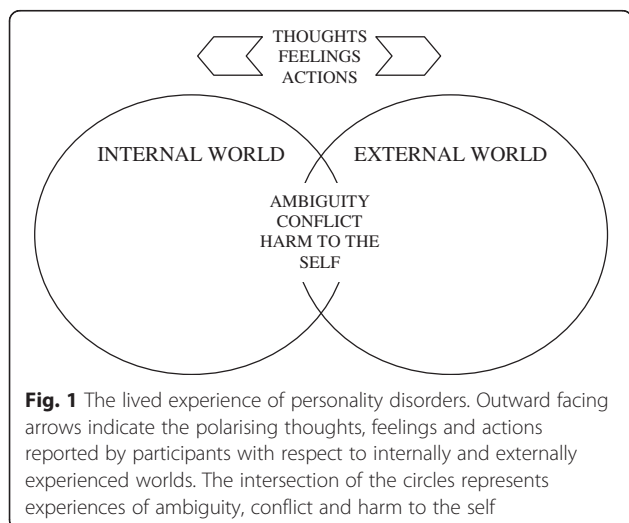 THOUGHTS
FEELINGS
ACTIONS
INTERNAL WORLD
EXTERNAL WORLD
AMBIGUITY
CONFLICT
HARM TO THE
SELF
Fig. 1 The lived experience of personality disorders. Outward facing
arrows indicate the polarising thoughts, feelings and actions
reported by participants with respect to internally and externally
experienced worlds. The intersection of the circles represents
experiences of ambiguity, conflict and harm to the self